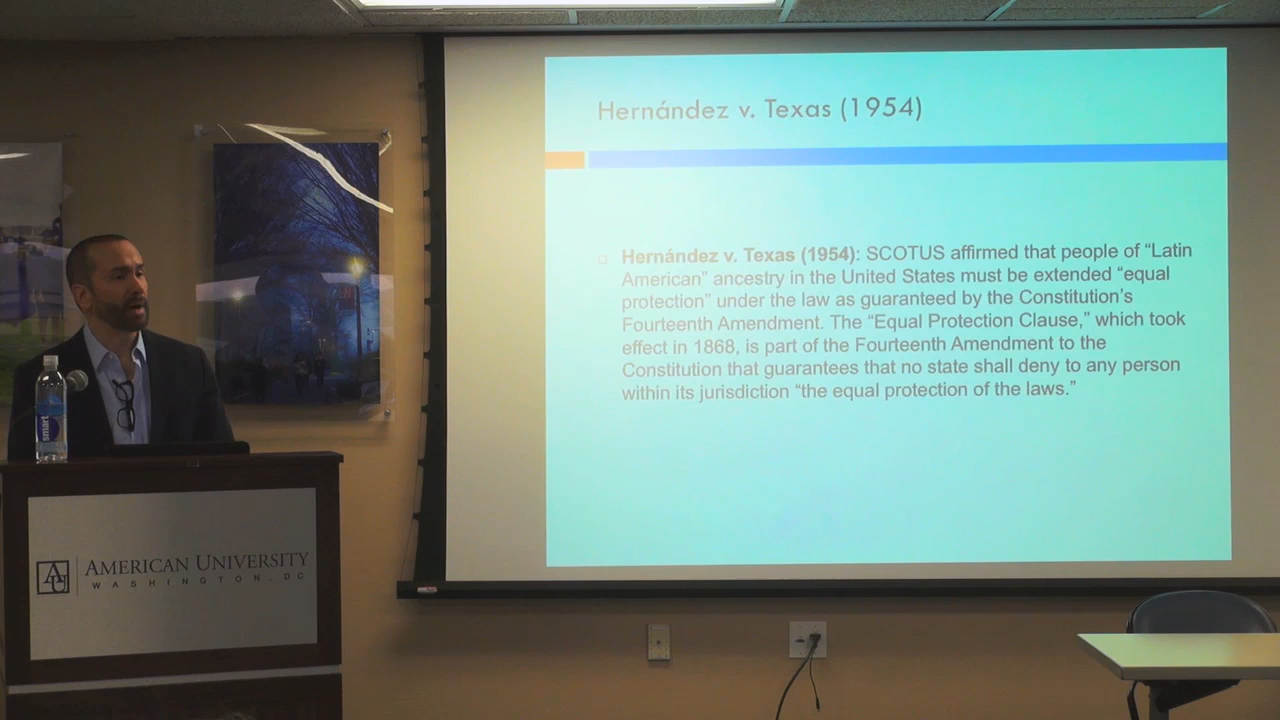 Hernández v. Texas (1954)
Hernández v. Texas (1954): SCOTUS affirmed that people of “Latin
American” ancestry in the United States must be extended “equal
protection” under the law as guaranteed by the Constitution’s
Fourteenth Amendment. The “Equal Protection Clause,” which took
effect in 1868, is part of the Fourteenth Amendment to the
Constitution that guarantees that no state shall deny to any person
within its jurisdiction “the equal protection of the laws.”
smart
AU
AMERICAN UNIVERSITY
WASHINGTON, DC